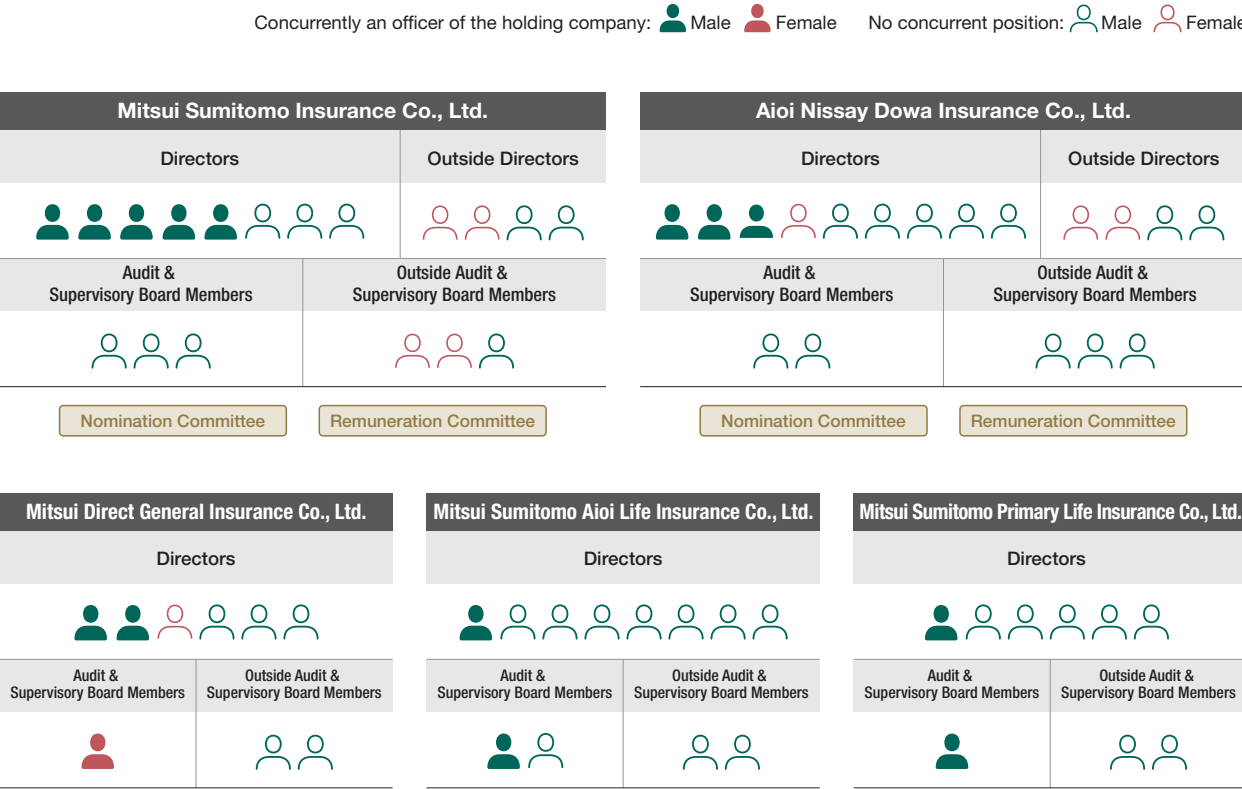 Concurrently an officer of the holding company: Male Female No concurrent position: Male Female
Mitsui Sumitomo Insurance Co., Ltd.
Directors
Outside Directors
Audit &
Supervisory Board Members
Outside Audit &
Supervisory Board Members
Nomination Committee
Remuneration Committee
Aioi Nissay Dowa Insurance Co., Ltd.
Directors
Outside Directors
Audit &
Supervisory Board Members
Outside Audit &
Supervisory Board Members
Nomination Committee
Remuneration Committee
Mitsui Direct General Insurance Co., Ltd.
Directors
Audit &
Supervisory Board Members
Outside Audit &
Supervisory Board Members
Mitsui Sumitomo Aioi Life Insurance Co., Ltd.
Directors
Audit &
Supervisory Board Members
Outside Audit &
Supervisory Board Members
Mitsui Sumitomo Primary Life Insurance Co., Ltd.
Directors
Audit &
Supervisory Board Members
Outside Audit &
Supervisory Board Members